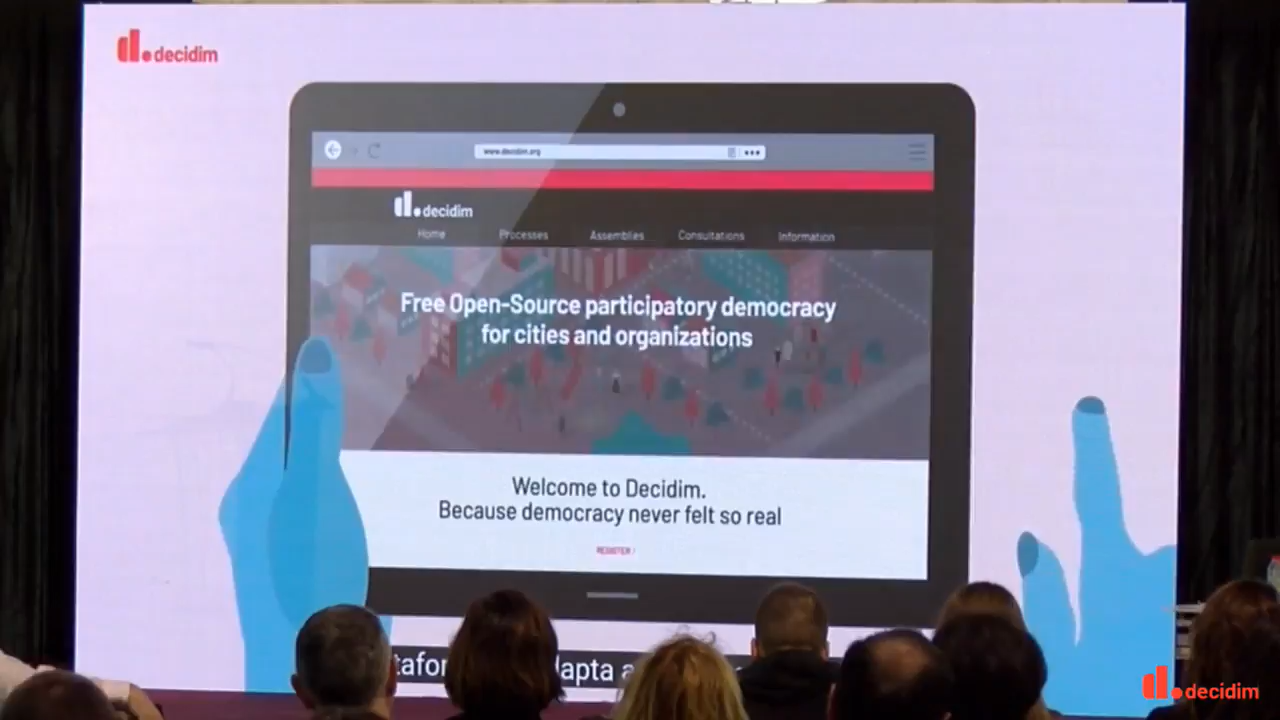 decidim
www.decidim.org
decidim
Home Processes Assemblies Consultations Information
Free Open-Source participatory democracy
for cities and organizations
Welcome to Decidim.
Because democracy never felt so real
REGISTER
decidim